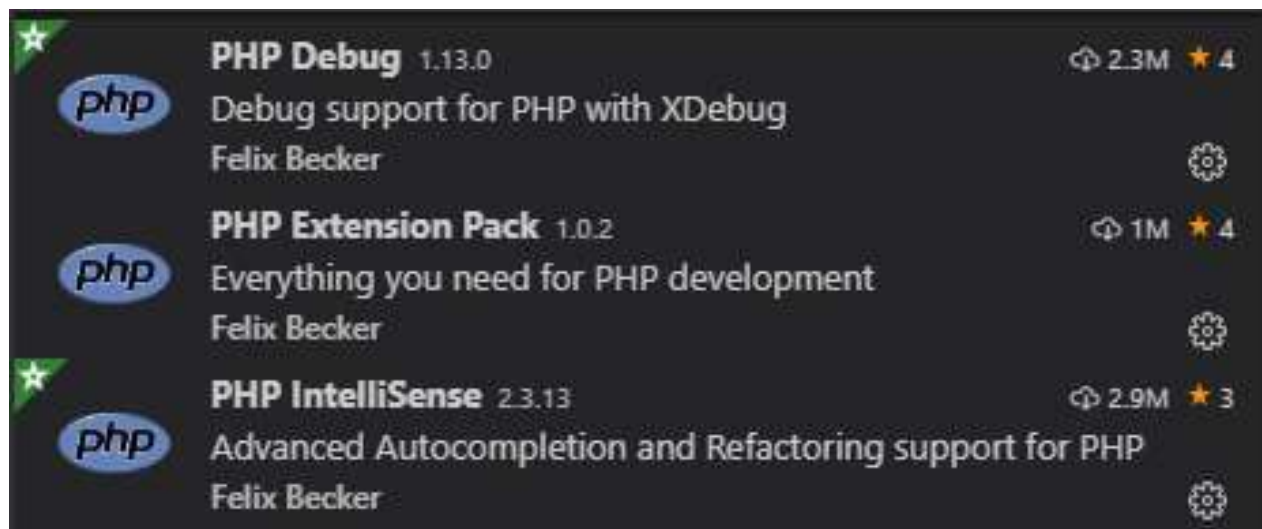 PHP Debug 1.13.0 2.3M 4
php
Debug support for PHP with XDebug
Felix Becker
PHP Extension Pack 1.0.2 1M 4
php
Everything you need for PHP development
Felix Becker
PHP IntelliSense 2.3.13 2.9M 3
php
Advanced Autocompletion and Refactoring support for PHP
Felix Becker